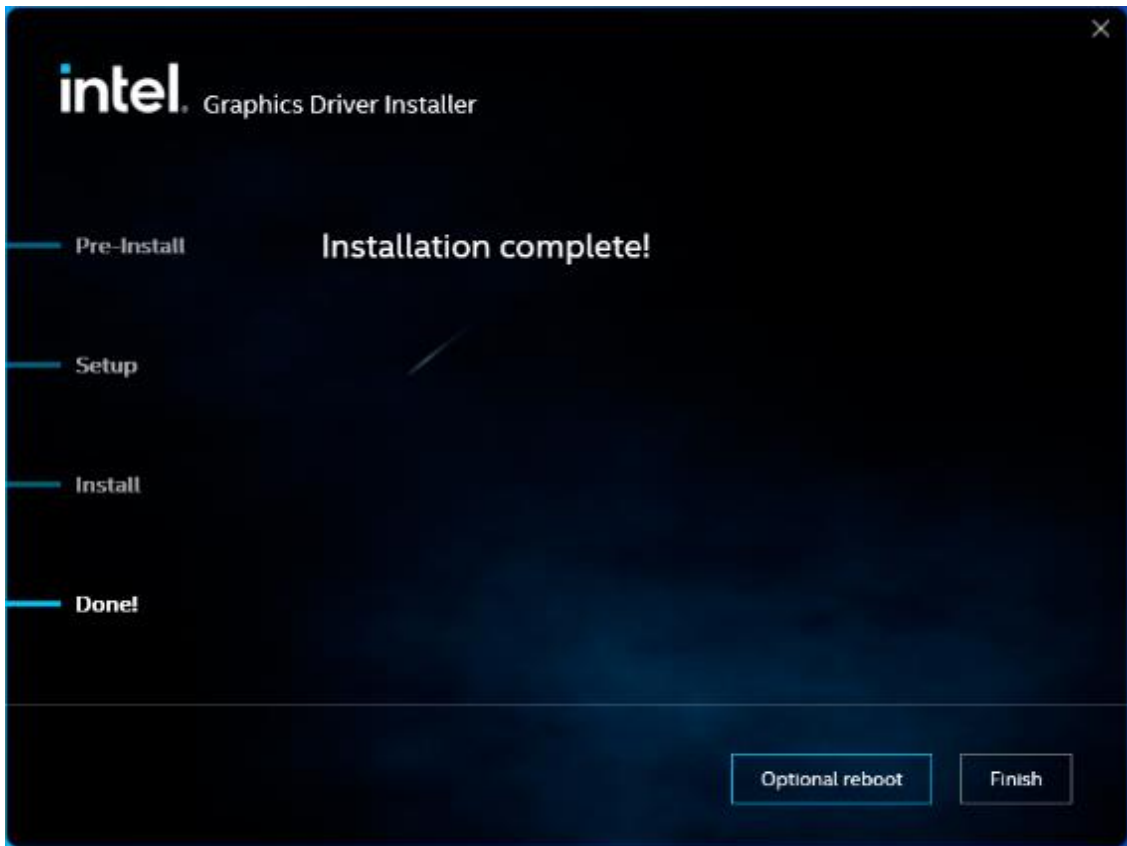 intel. Graphics Driver Installer
Pre-Install
Installation complete!
Setup
Install
Done!
Optional reboot
Finish